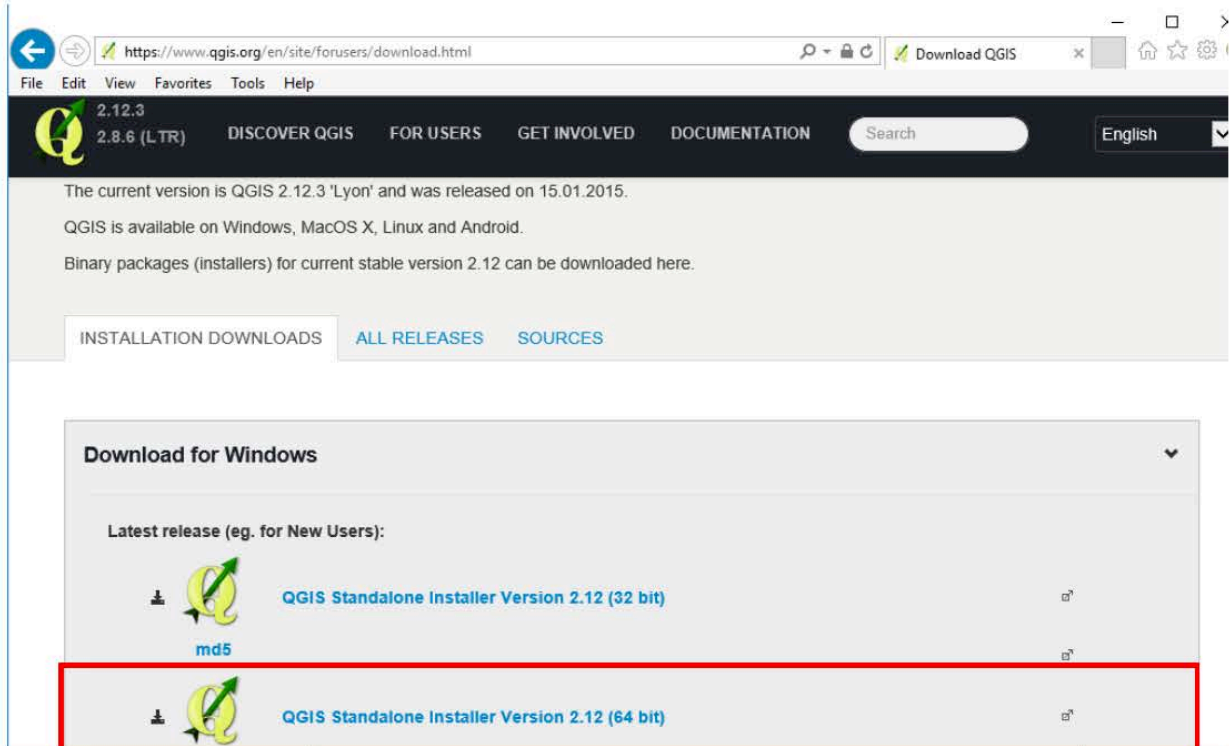 https://www.qgis.org/en/site/forusers/download.html
Download QGIS
File Edit View Favorites Tools Help
2.12.3
2.8.6 (LTR)
DISCOVER QGIS FOR USERS GET INVOLVED DOCUMENTATION Search English
The current version is QGIS 2.12.3 'Lyon' and was released on 15.01.2015.
QGIS is available on Windows, MacOS X, Linux and Android.
Binary packages (installers) for current stable version 2.12 can be downloaded here.
INSTALLATION DOWNLOADS ALL RELEASES SOURCES
Download for Windows
Latest release (eg. for New Users):
QGIS Standalone Installer Version 2.12 (32 bit)
md5
QGIS Standalone Installer Version 2.12 (64 bit)